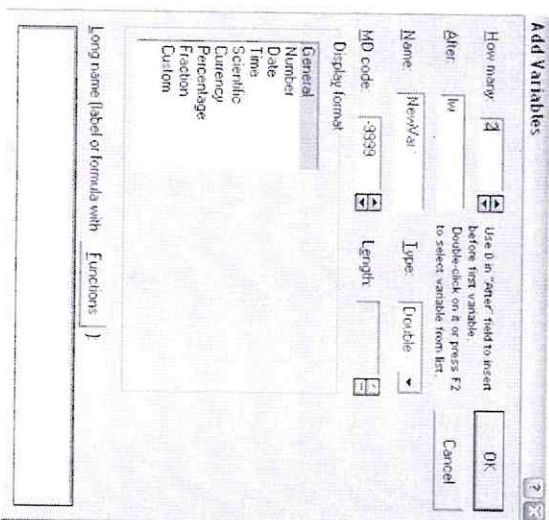 Add Variables
How many: 2
Use 0 in "After" field to insert
before first variable.
Double-click on it or press F2
to select variable from list.
OK
Cancel
After: lw
Name: NewVar
Type: Double
MD code: -9999
Length:
Display format
General
Number
Date
Time
Scientific
Currency
Percentage
Fraction
Custom
Long name (label or formula with Functions ):